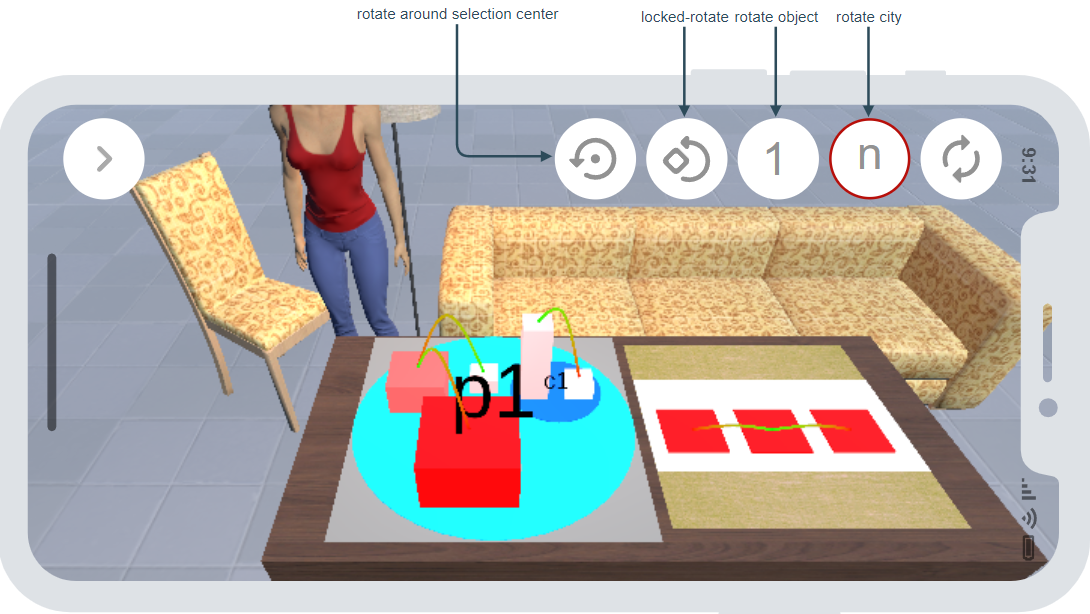 rotate around selection center
locked-rotate rotate object
rotate city
1
n
9:31
p1
c1